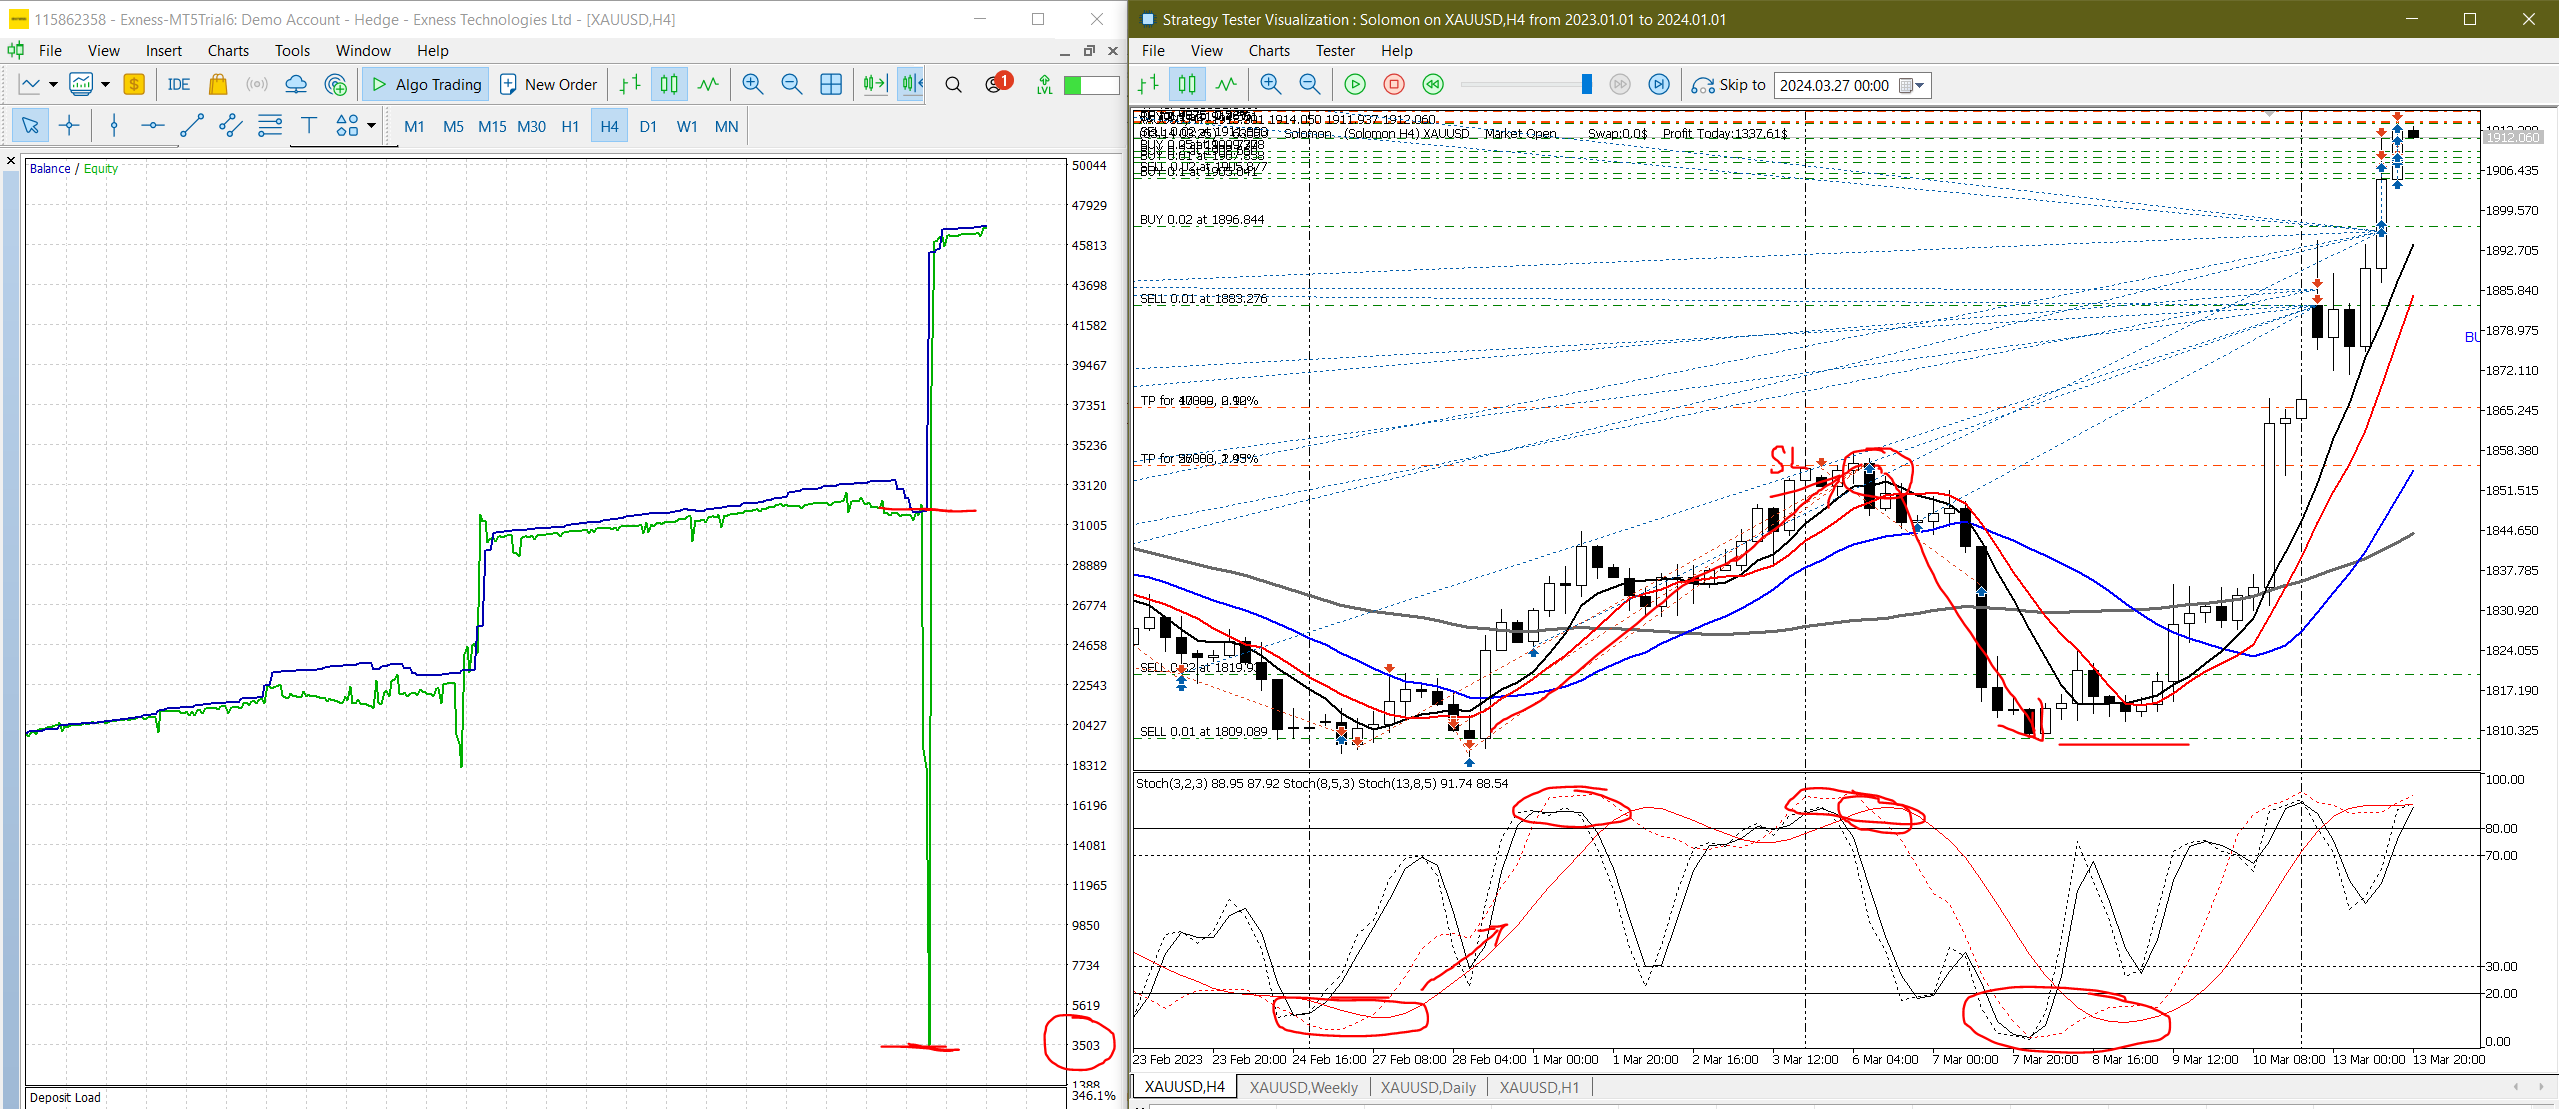 115862358 - Exness-MT5Trial6: Demo Account - Hedge - Exness Technologies Ltd - [XAUUSD,H4]
File View Insert Charts Tools Window Help
IDE Algo Trading New Order LVL 1
M1 M5 M15 M30 H1 H4 D1 W1 MN
Balance / Equity
50044
47929
45813
43698
41582
39467
37351
35236
33120
31005
28889
26774
24658
22543
20427
18312
16196
14081
11965
9850
7734
5619
3503
1388
Deposit Load
346.1%
Strategy Tester Visualization : Solomon on XAUUSD,H4 from 2023.01.01 to 2024.01.01
File View Charts Tester Help
Skip to 2024.03.27 00:00
1914.050 1911.937 1912.060
Solomon - (Solomon H4) XAUUSD Market Open Swap:0.0$ Profit Today:1337.61$
BUY 0.1 at 1905.041
BUY 0.02 at 1896.844
SELL 0.01 at 1883.276
TP for
TP for
SL
SELL 0.01 at 1809.089
BU
1912.060
1906.435
1899.570
1892.705
1885.840
1878.975
1872.110
1865.245
1858.380
1851.515
1844.650
1837.785
1830.920
1824.055
1817.190
1810.325
Stoch(3,2,3) 88.95 87.92 Stoch(8,5,3) Stoch(13,8,5) 91.74 88.54
100.00
80.00
70.00
30.00
20.00
0.00
23 Feb 2023 23 Feb 20:00 24 Feb 16:00 27 Feb 08:00 28 Feb 04:00 1 Mar 00:00 1 Mar 20:00 2 Mar 16:00 3 Mar 12:00 6 Mar 04:00 7 Mar 00:00 7 Mar 20:00 8 Mar 16:00 9 Mar 12:00 10 Mar 08:00 13 Mar 00:00 13 Mar 20:00
XAUUSD,H4 XAUUSD,Weekly XAUUSD,Daily XAUUSD,H1